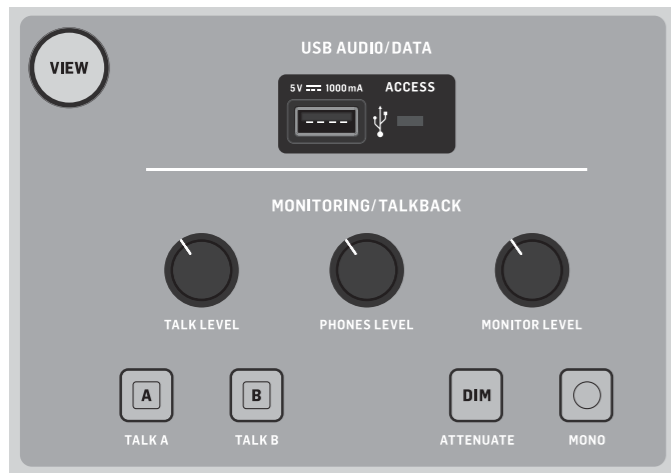 VIEW
USB AUDIO/DATA
5V 1000mA ACCESS
MONITORING/TALKBACK
TALK LEVEL PHONES LEVEL MONITOR LEVEL
A B DIM
TALK A TALK B ATTENUATE MONO